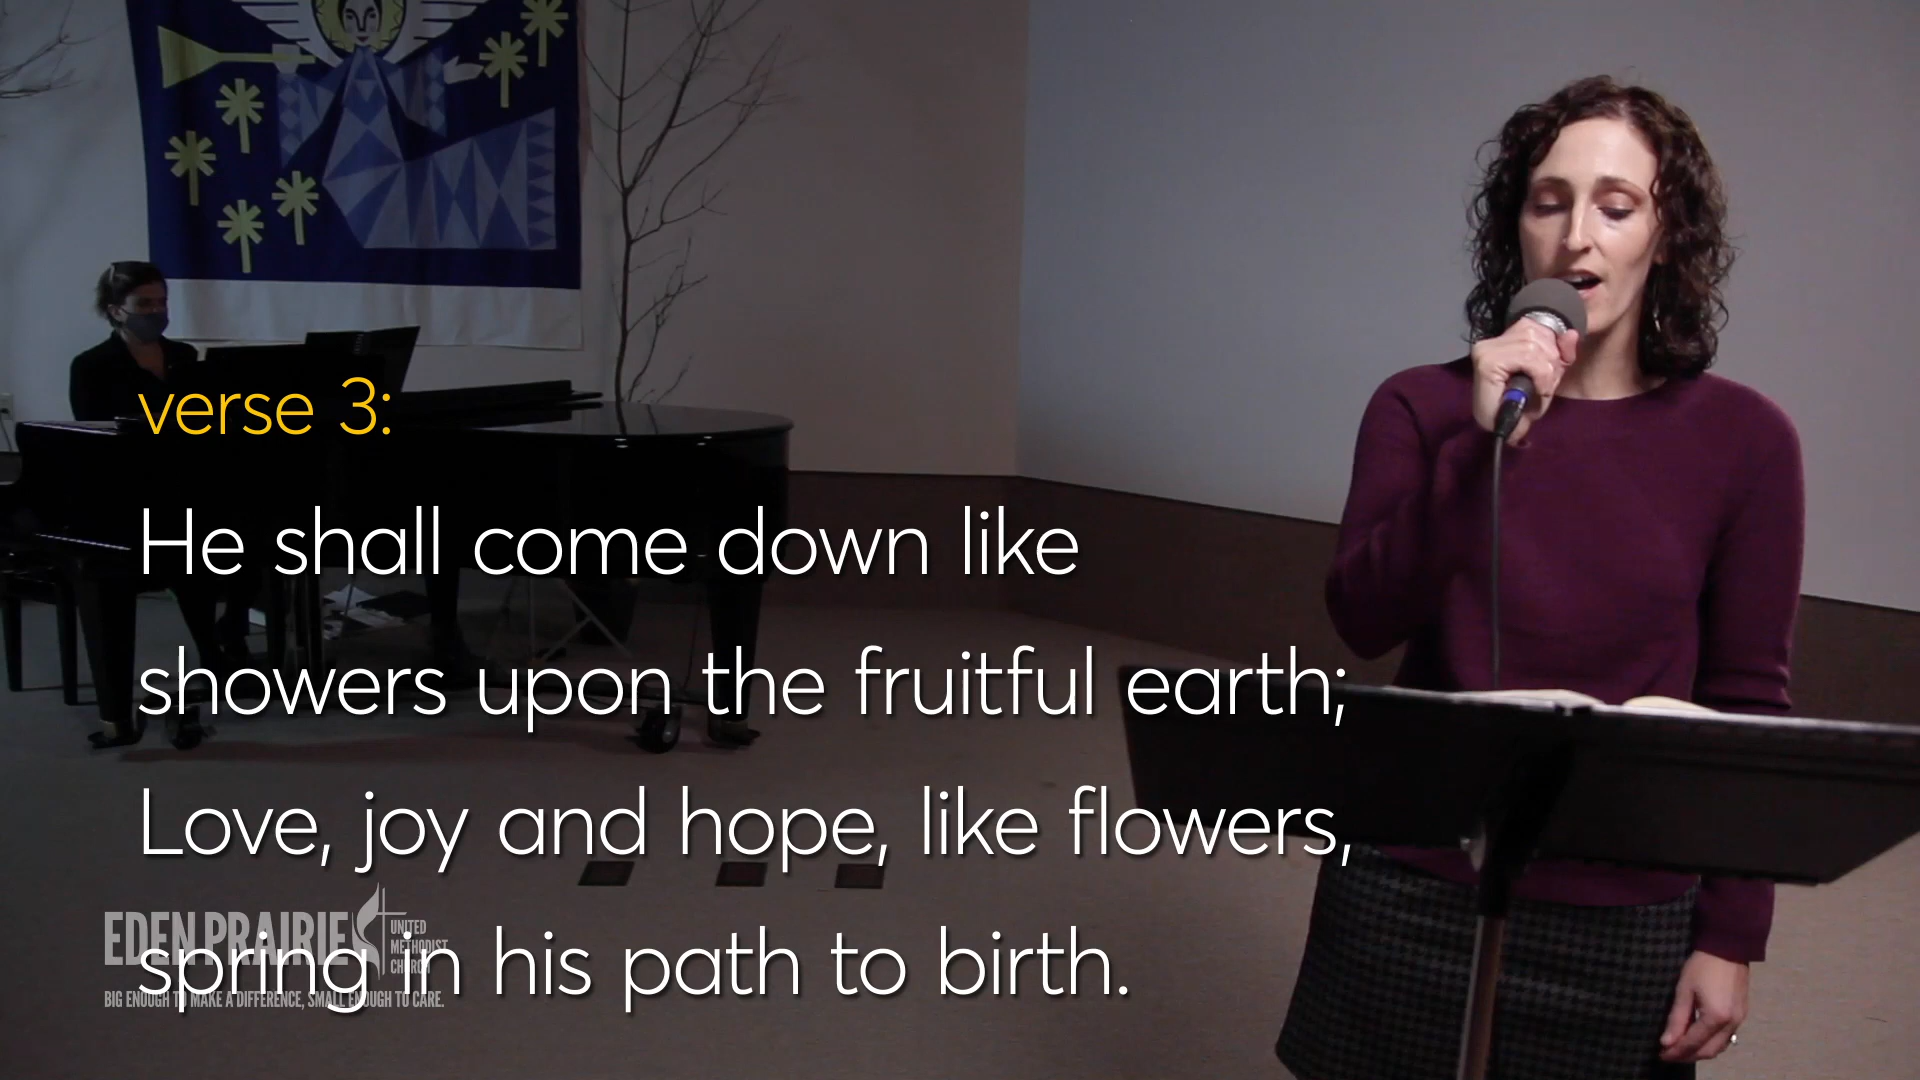 verse 3:
He shall come down like
showers upon the fruitful earth;
Love, joy and hope, like flowers,
spring in his path to birth.
EDEN PRAIRIE
UNITED
METHODIST
CHURCH
BIG ENOUGH TO MAKE A DIFFERENCE, SMALL ENOUGH TO CARE.